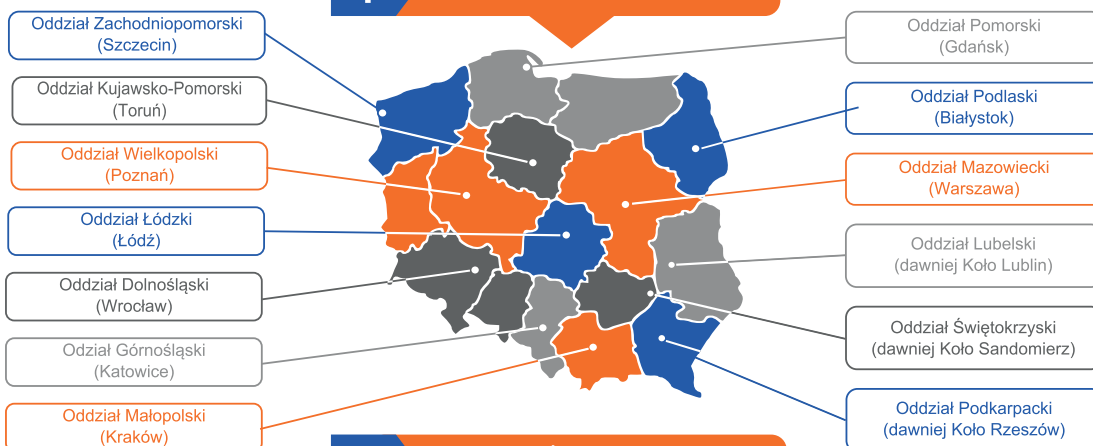 Oddział Zachodniopomorski
(Szczecin)
Oddział Kujawsko-Pomorski
(Toruń)
Oddział Wielkopolski
(Poznań)
Oddział Łódzki
(Łódź)
Oddział Dolnośląski
(Wrocław)
Odział Górnośląski
(Katowice)
Oddział Małopolski
(Kraków)
Oddział Pomorski
(Gdańsk)
Oddział Podlaski
(Białystok)
Oddział Mazowiecki
(Warszawa)
Oddział Lubelski
(dawniej Koło Lublin)
Oddział Świętokrzyski
(dawniej Koło Sandomierz)
Oddział Podkarpacki
(dawniej Koło Rzeszów)